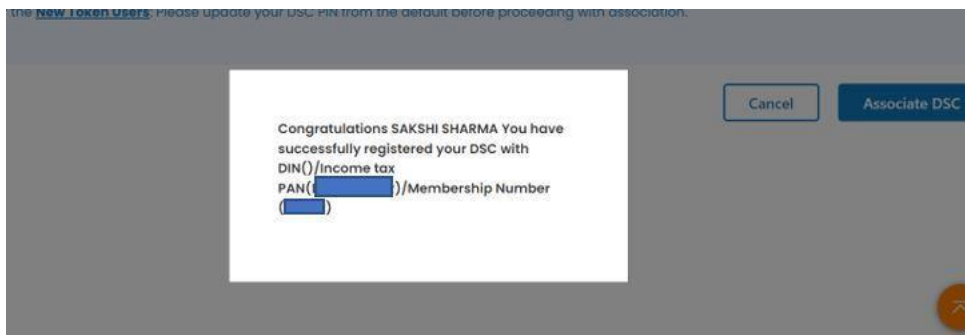 the New Token Users. Please update your DSC PIN from the default before proceeding with association.
Cancel
Associate DSC
Congratulations SAKSHI SHARMA You have
successfully registered your DSC with
DIN()/Income tax
PAN( )/Membership Number
( )